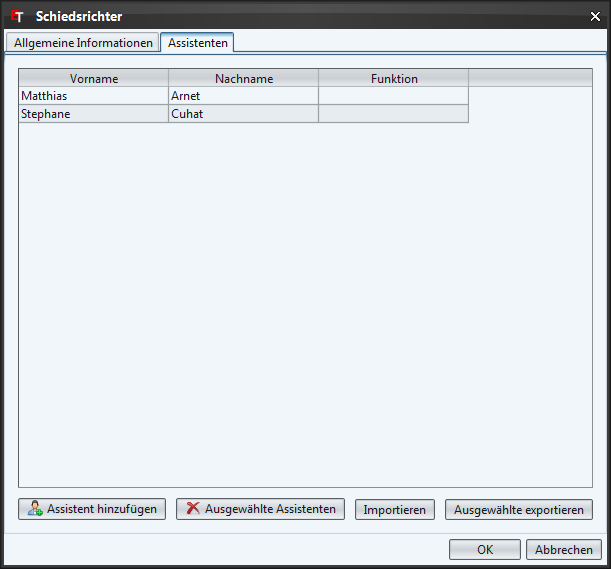 ET Schiedsrichter
Allgemeine Informationen Assistenten
Vorname Nachname Funktion
Matthias Arnet
Stephane Cuhat
Assistent hinzufügen Ausgewählte Assistenten Importieren Ausgewählte exportieren
OK Abbrechen